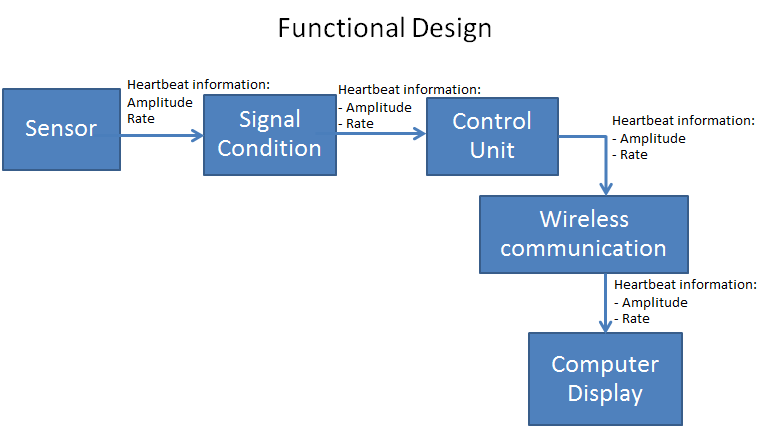 Functional Design
Heartbeat information:
Amplitude
Rate
Heartbeat information:
- Amplitude
- Rate
Sensor
Signal
Condition
Control
Unit
Heartbeat information:
- Amplitude
- Rate
Wireless
communication
Heartbeat information:
- Amplitude
- Rate
Computer
Display